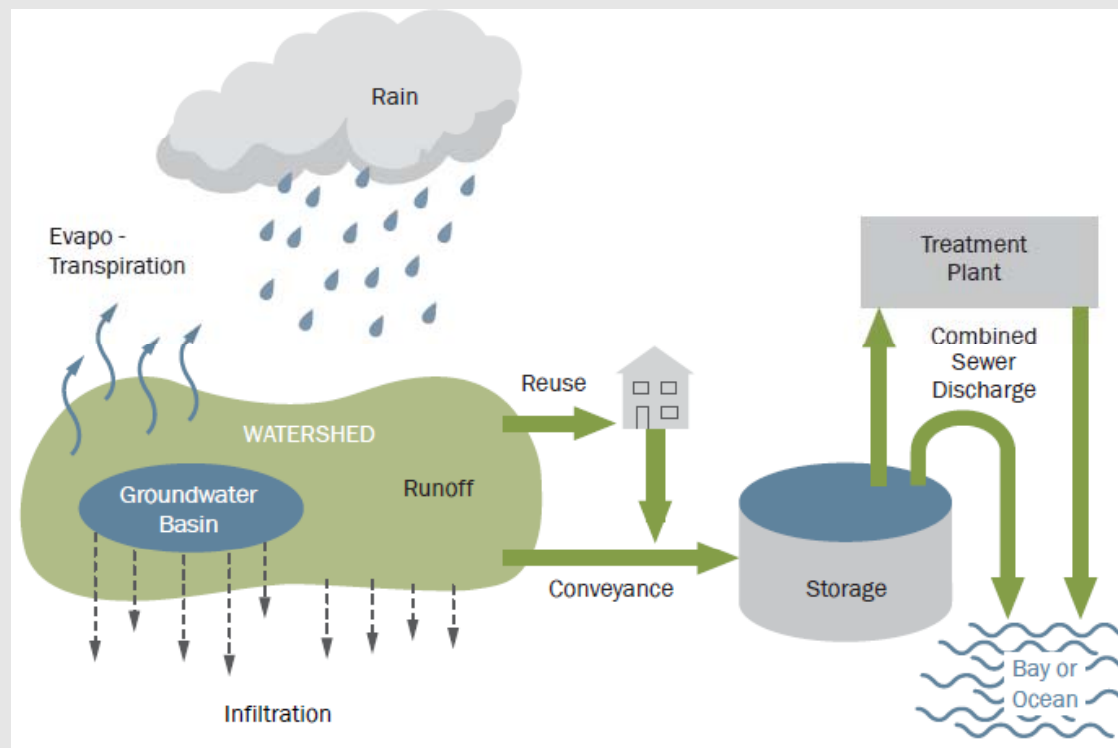 Rain
Evapo -
Transpiration
Treatment
Plant
Combined
Sewer
Discharge
Reuse
WATERSHED
Runoff
Groundwater
Basin
Conveyance
Storage
Infiltration
Bay or
Ocean